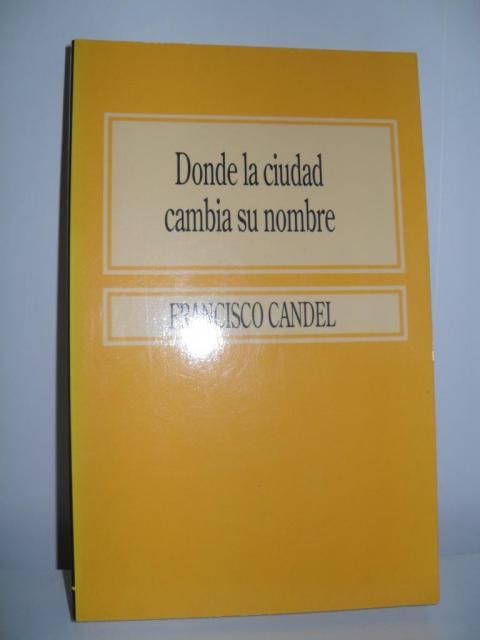 Donde la ciudad
cambia su nombre
FRANCISCO CANDEL